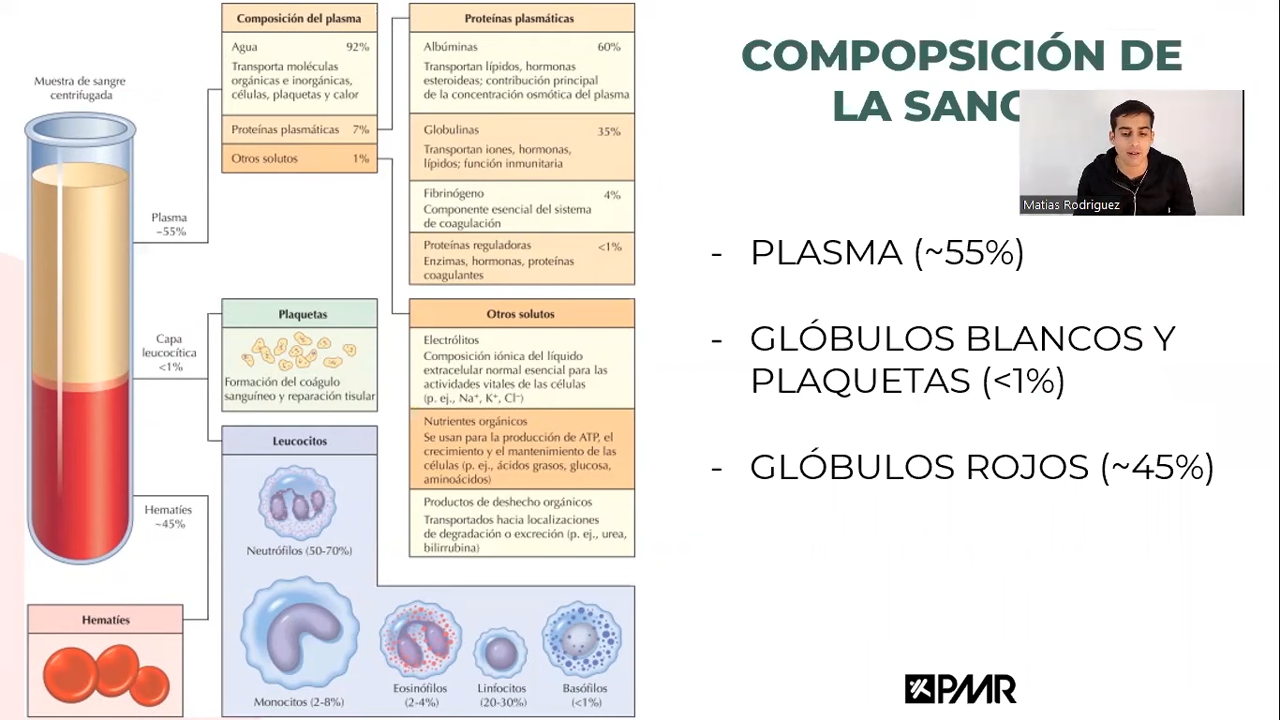 Composición del plasma
Agua 92%
Transporta moléculas
orgánicas e inorgánicas,
células, plaquetas y calor
Proteínas plasmáticas 7%
Otros solutos 1%
Proteínas plasmáticas
Albúminas 60%
Transportan lípidos, hormonas
esteroideas; contribución principal
de la concentración osmótica del plasma
Globulinas 35%
Transportan iones, hormonas,
lípidos; función inmunitaria
Fibrinógeno 4%
Componente esencial del sistema
de coagulación
Proteínas reguladoras <1%
Enzimas, hormonas, proteínas
coagulantes
Muestra de sangre
centrifugada
Plasma
~55%
Capa
leucocítica
<1%
Hematíes
~45%
Plaquetas
Formación del coágulo
sanguíneo y reparación tisular
Otros solutos
Electrólitos
Composición iónica del líquido
extracelular normal esencial para las
actividades vitales de las células
(p. ej., Na⁺, K⁺, Cl⁻)
Nutrientes orgánicos
Se usan para la producción de ATP, el
crecimiento y el mantenimiento de las
células (p. ej., ácidos grasos, glucosa,
aminoácidos)
Productos de deshecho orgánicos
Transportados hacia localizaciones
de degradación o excreción (p. ej., urea,
bilirrubina)
Leucocitos
Neutrófilos (50-70%)
Monocitos (2-8%)
Eosinófilos
(2-4%)
Linfocitos
(20-30%)
Basófilos
(<1%)
Hematíes
COMPOPSICIÓN DE
LA
Matias Rodriguez
- PLASMA (~55%)
- GLÓBULOS BLANCOS Y
PLAQUETAS (<1%)
- GLÓBULOS ROJOS (~45%)
PMR